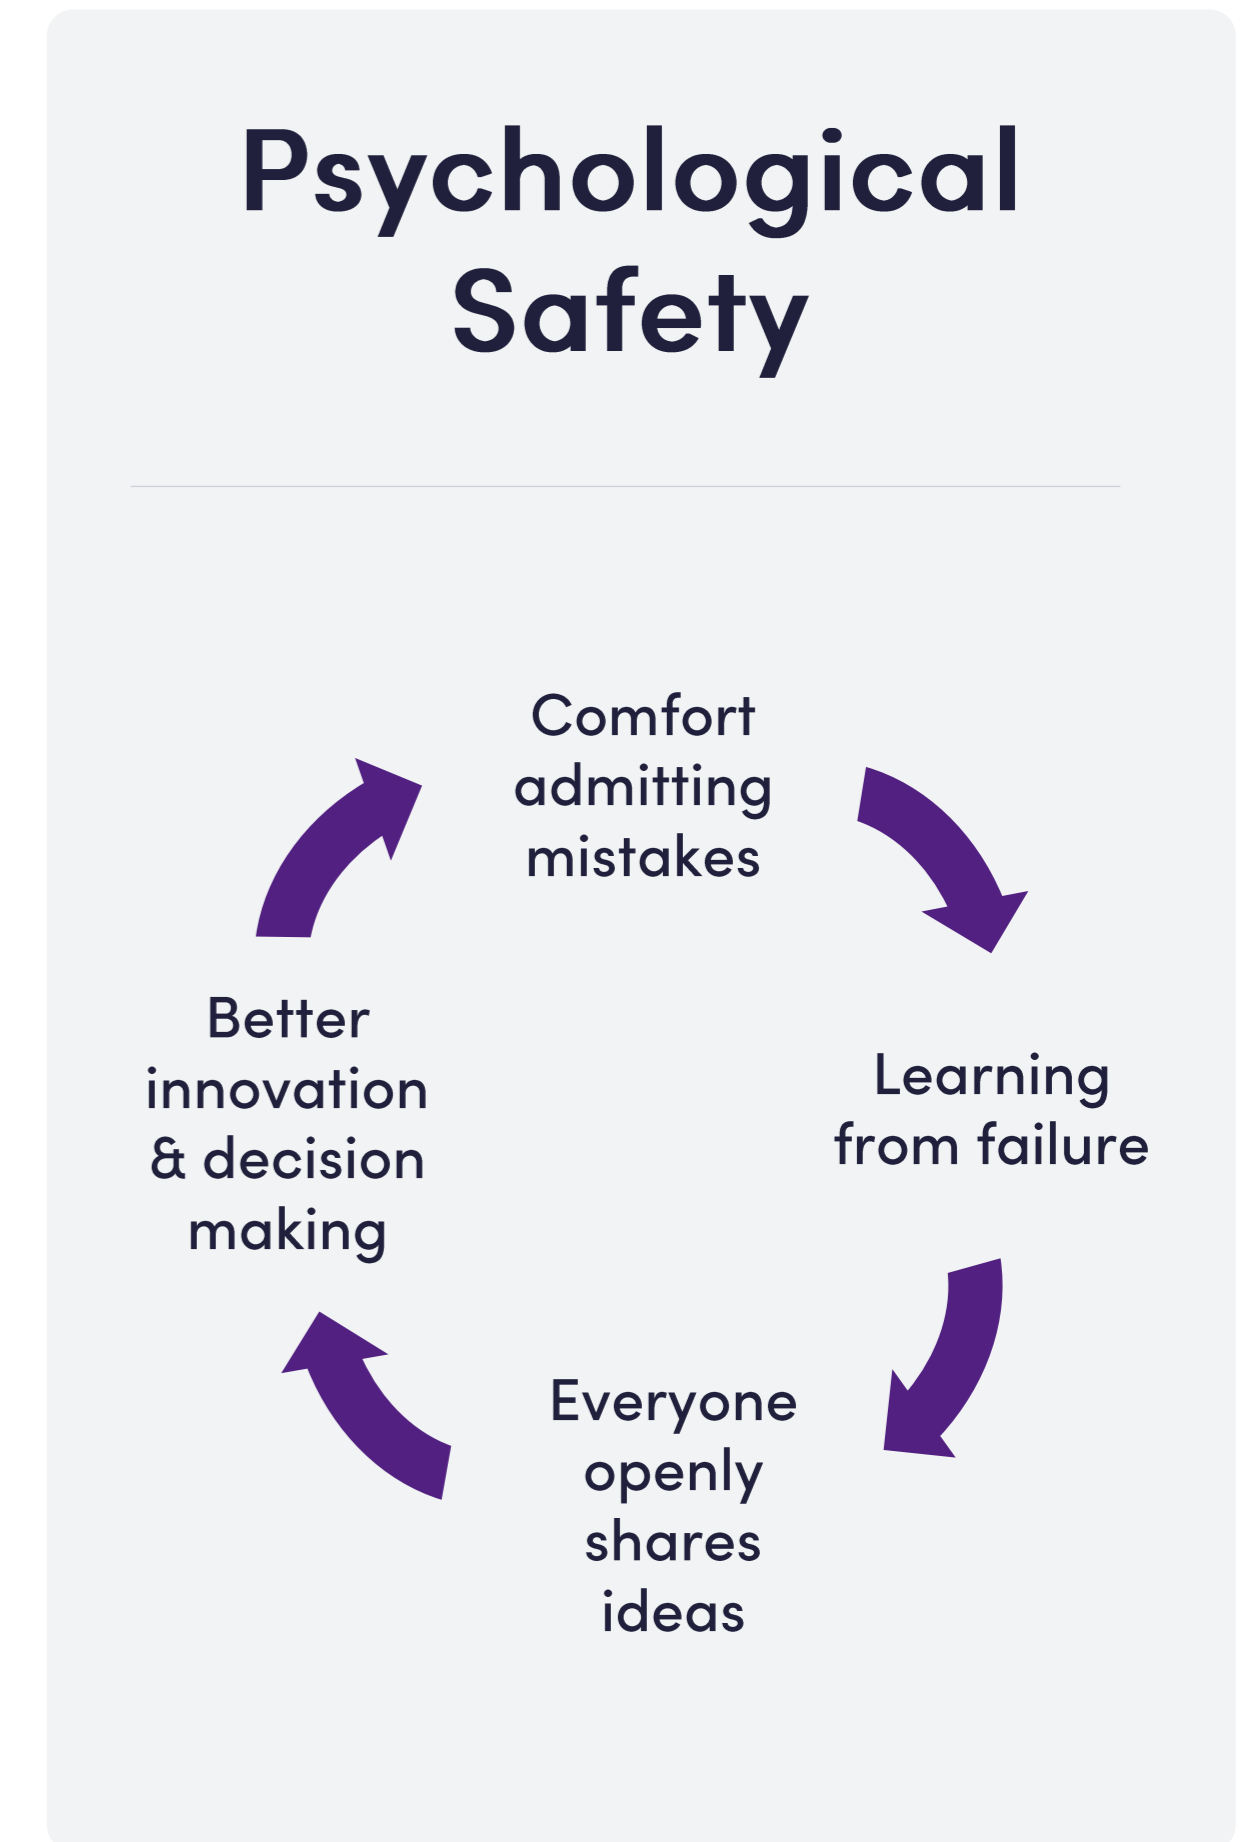 Psychological
Safety
Comfort
admitting
mistakes
Learning
from failure
Everyone
openly
shares
ideas
Better
innovation
& decision
making